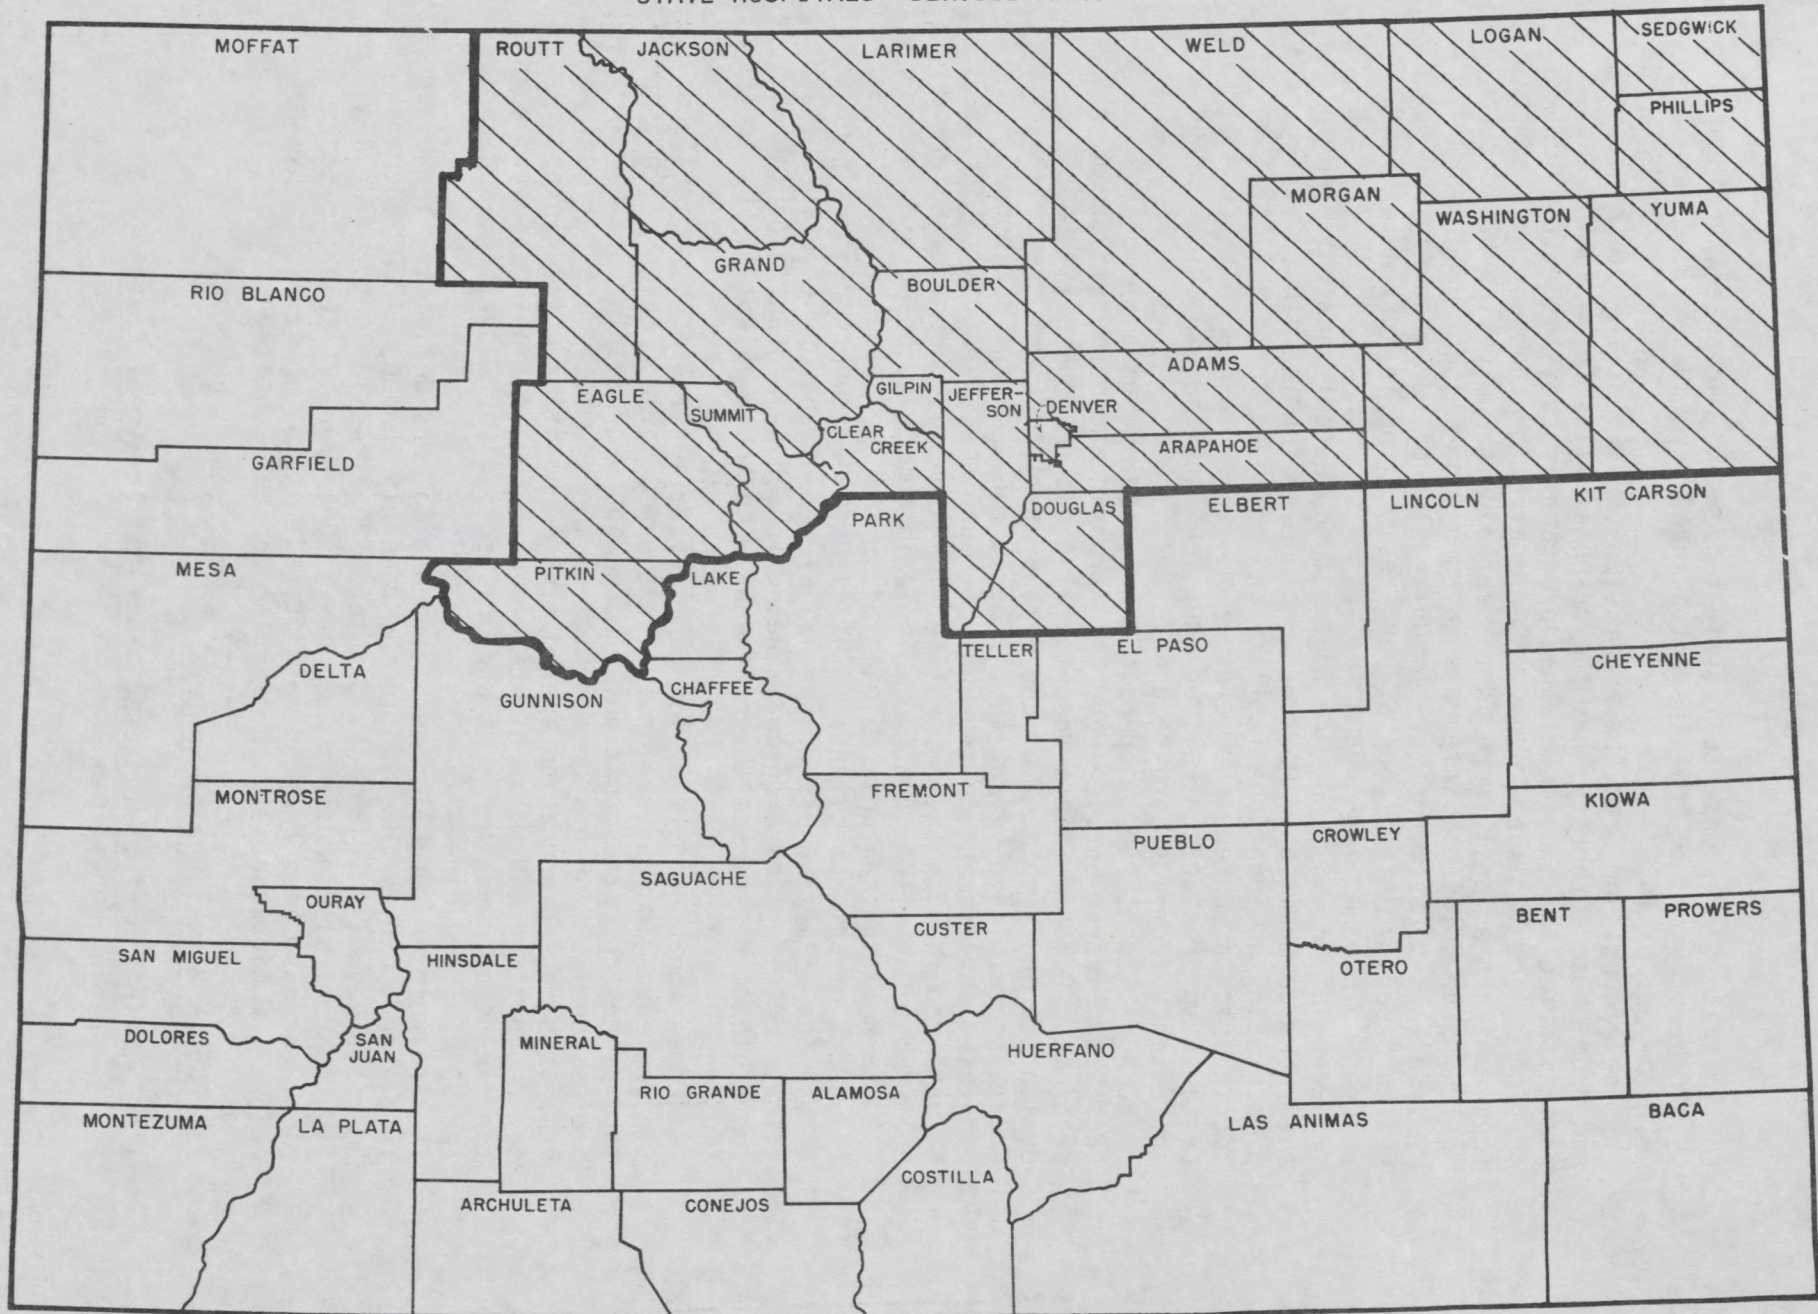 MOFFAT
ROUTT
JACKSON
LARIMER
WELD
LOGAN
SEDGWICK
PHILLIPS
MORGAN
WASHINGTON
YUMA
RIO BLANCO
GRAND
BOULDER
ADAMS
EAGLE
SUMMIT
GILPIN
JEFFER-
SON
DENVER
CLEAR
CREEK
ARAPAHOE
GARFIELD
PARK
DOUGLAS
ELBERT
LINCOLN
KIT CARSON
MESA
PITKIN
LAKE
TELLER
EL PASO
CHEYENNE
DELTA
GUNNISON
CHAFFEE
MONTROSE
FREMONT
KIOWA
PUEBLO
CROWLEY
SAGUACHE
OURAY
CUSTER
BENT
PROWERS
SAN MIGUEL
HINSDALE
OTERO
DOLORES
SAN
JUAN
MINERAL
HUERFANO
RIO GRANDE
ALAMOSA
MONTEZUMA
LA PLATA
LAS ANIMAS
BACA
ARCHULETA
CONEJOS
COSTILLA